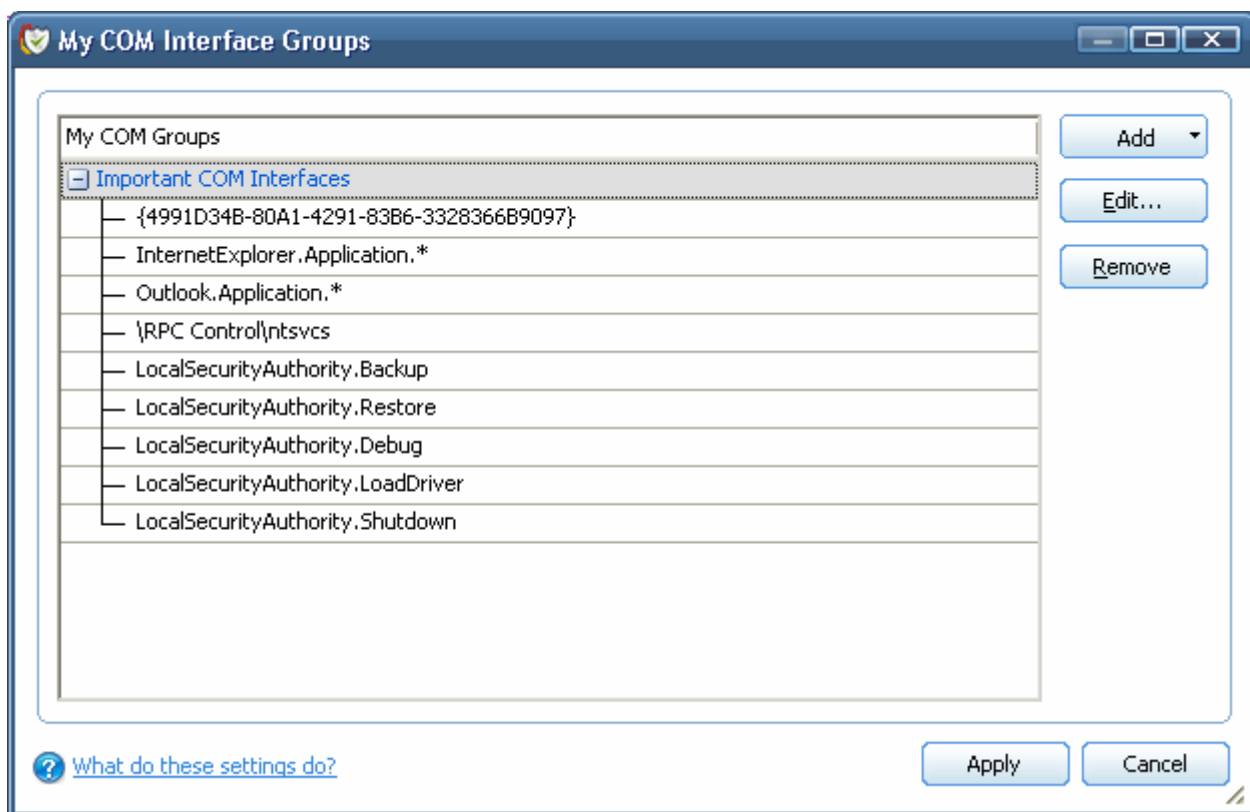 My COM Interface Groups
My COM Groups
Add
Important COM Interfaces
{4991D34B-80A1-4291-83B6-3328366B9097}
Edit...
InternetExplorer.Application.*
Remove
Outlook.Application.*
\RPC Control\ntsvcs
LocalSecurityAuthority.Backup
LocalSecurityAuthority.Restore
LocalSecurityAuthority.Debug
LocalSecurityAuthority.LoadDriver
LocalSecurityAuthority.Shutdown
What do these settings do?
Apply
Cancel